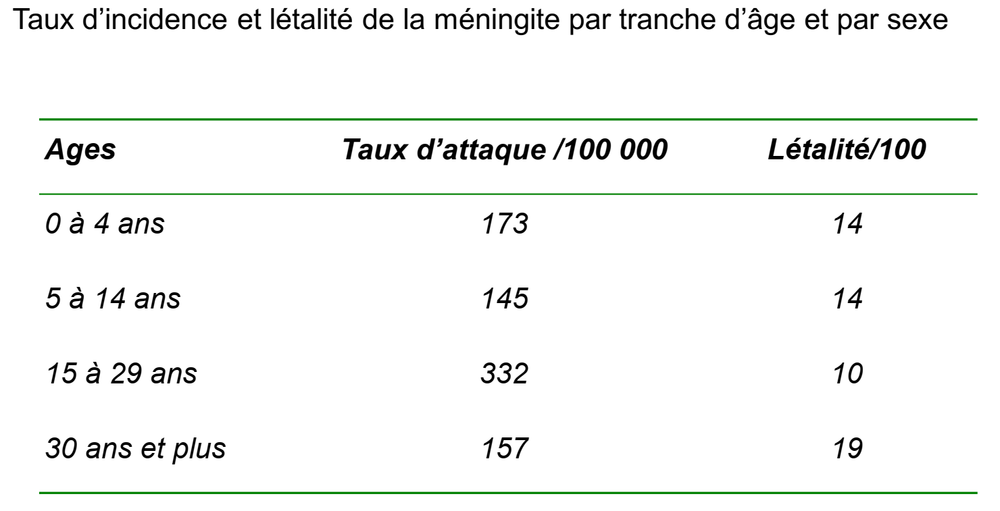 Taux d’incidence et létalité de la méningite par tranche d’âge et par sexe
Ages Taux d’attaque /100 000 Létalité/100
0 à 4 ans 173 14
5 à 14 ans 145 14
15 à 29 ans 332 10
30 ans et plus 157 19